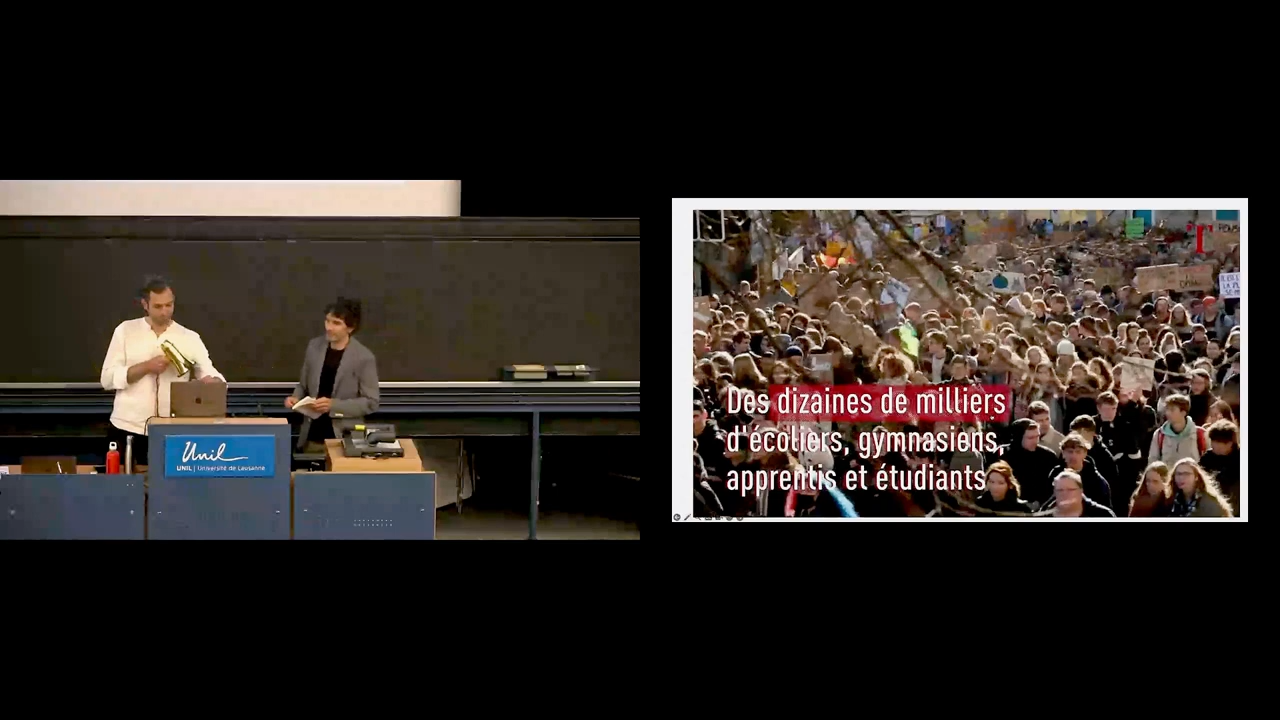 Unil
UNIL | Université de Lausanne
Des dizaines de milliers
d'écoliers, gymnasiens,
apprentis et étudiants